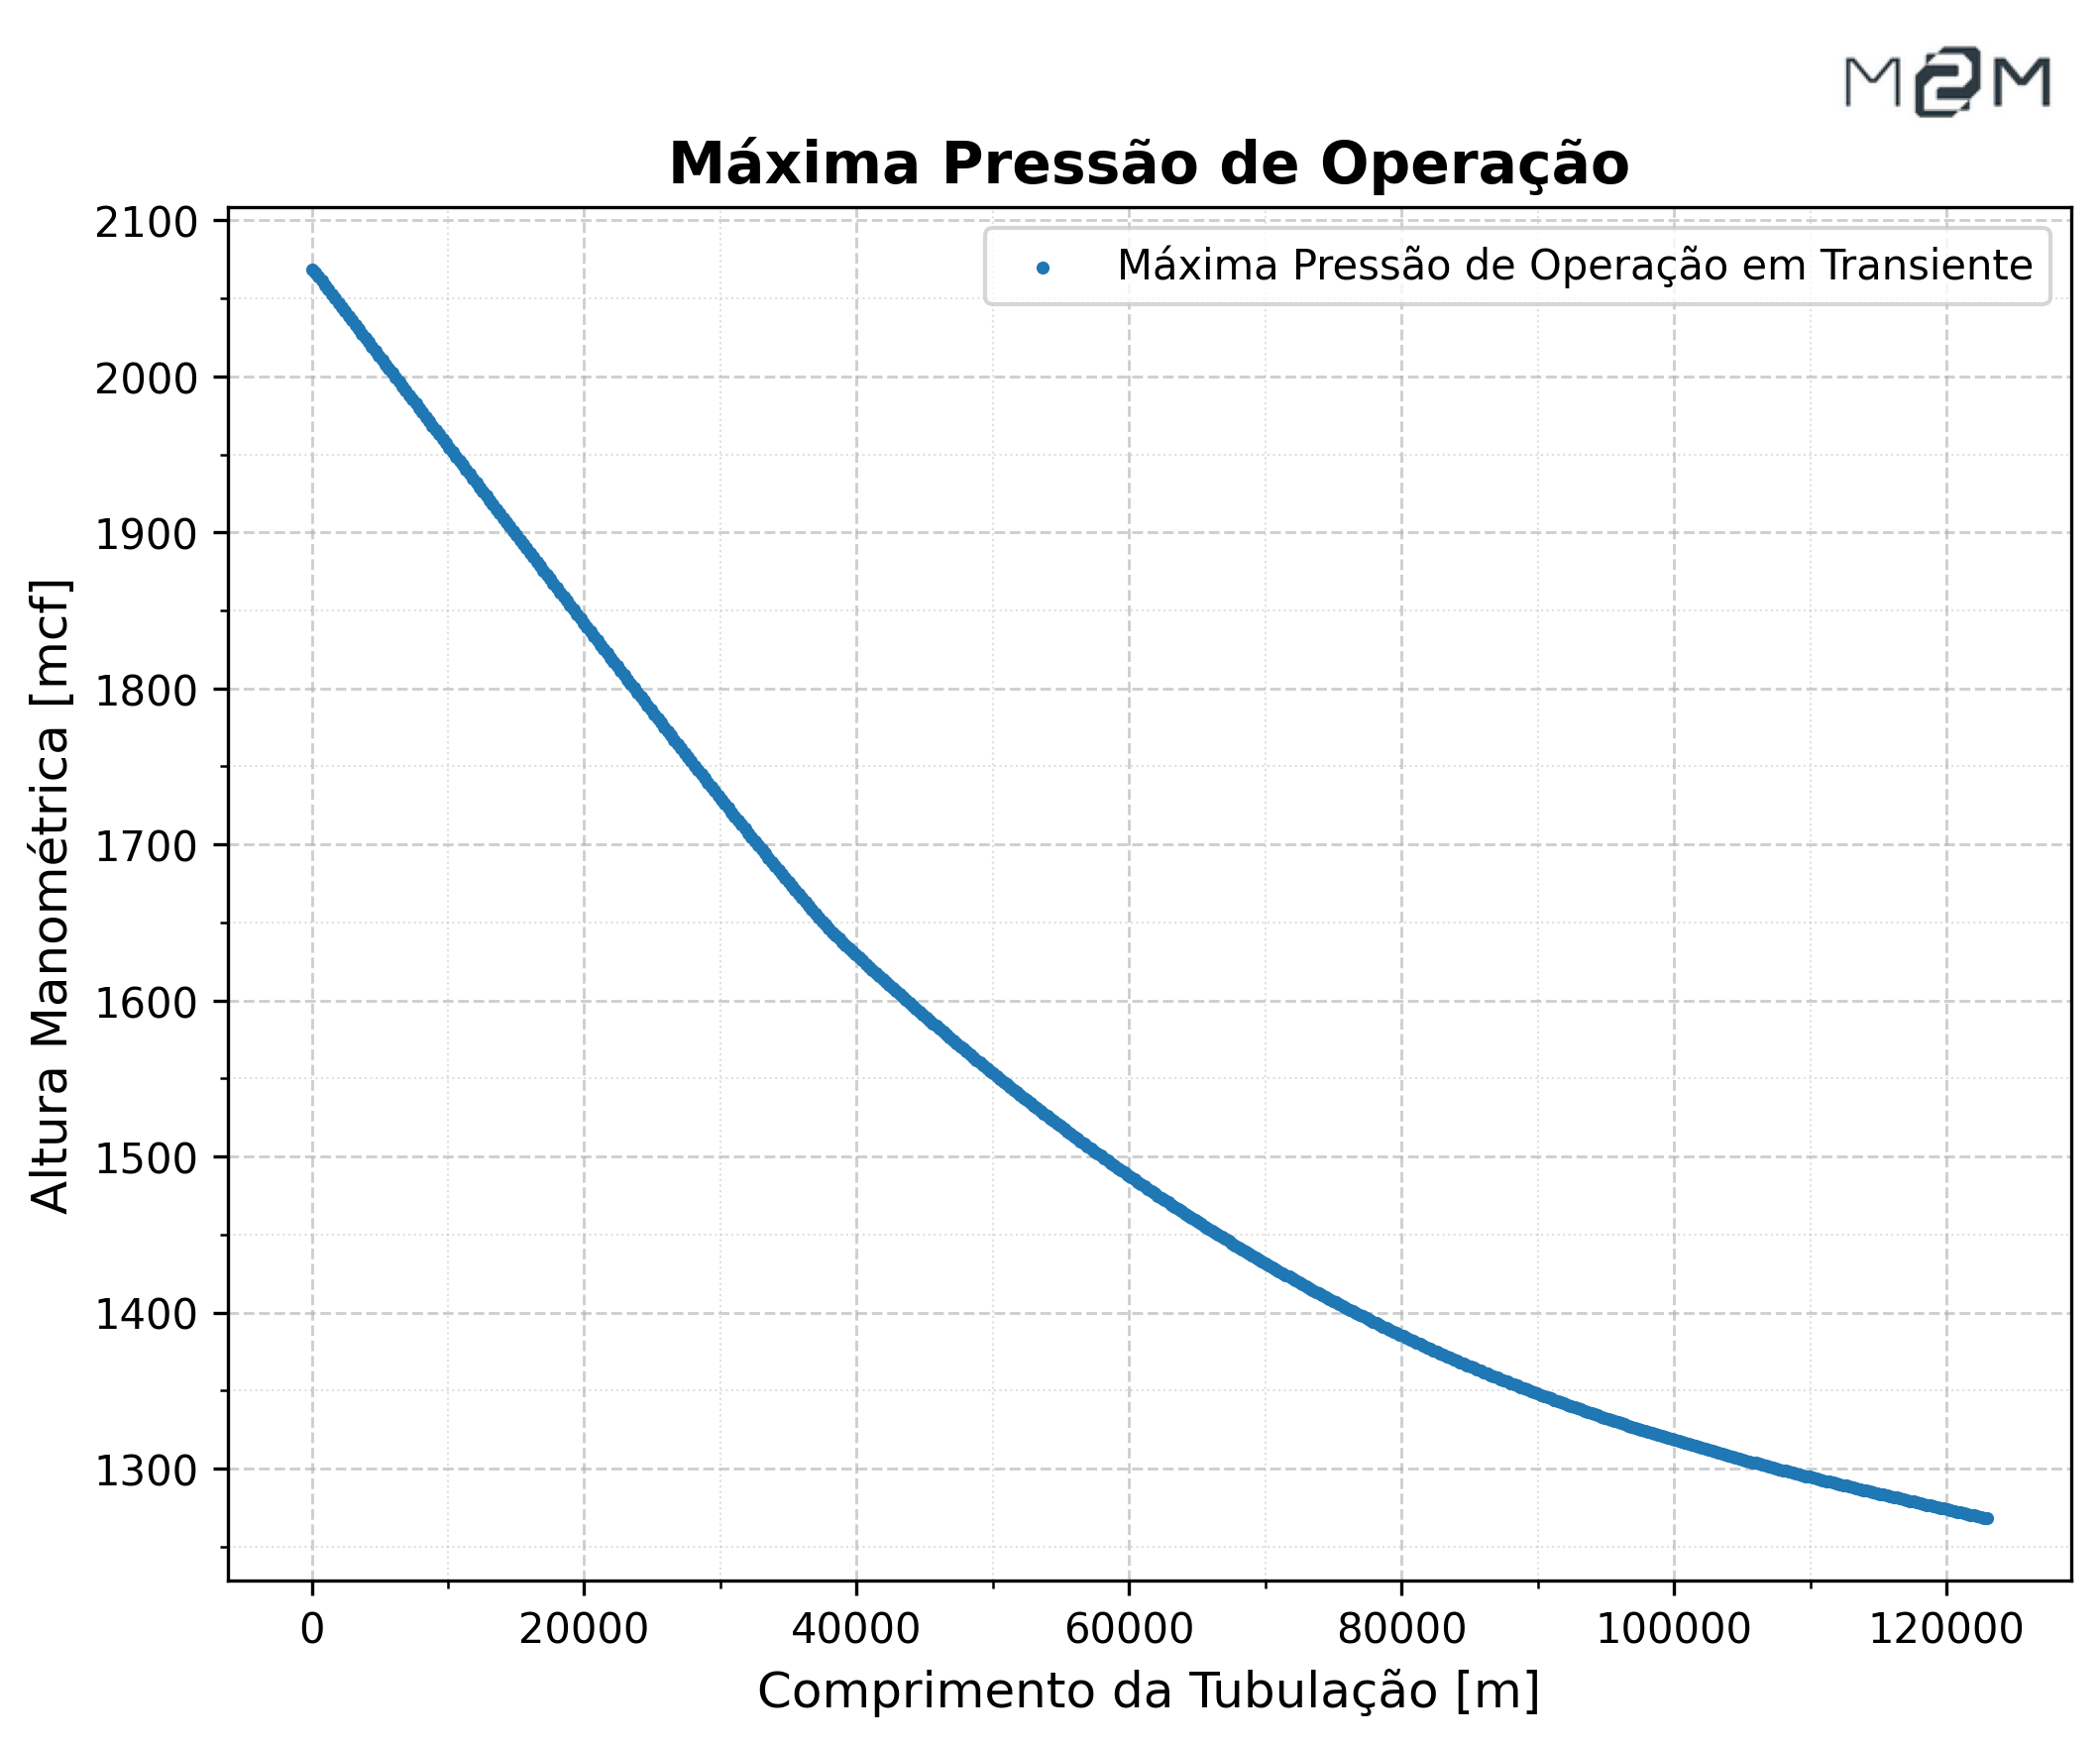 M2M
Máxima Pressão de Operação
Máxima Pressão de Operação em Transiente
Altura Manométrica [mcf]
2100
2000
1900
1800
1700
1600
1500
1400
1300
0 20000 40000 60000 80000 100000 120000
Comprimento da Tubulação [m]